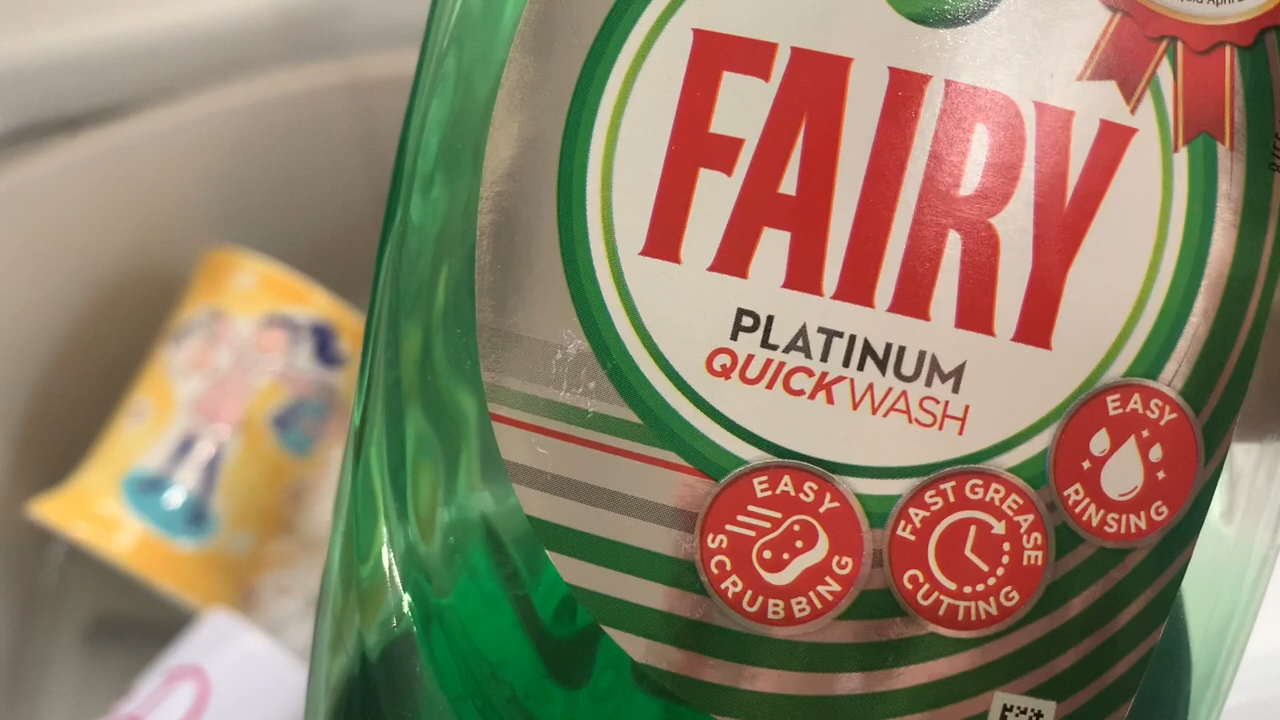 FAIRY
PLATINUM
QUICKWASH
EASY
SCRUBBING
FAST GREASE
CUTTING
EASY
RINSING